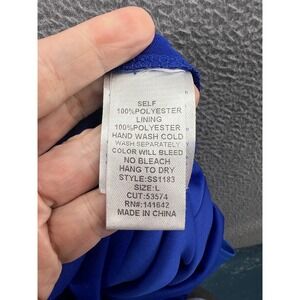 SELF
100%POLYESTER
LINING
100%POLYESTER
HAND WASH COLD
WASH SEPARATELY
COLOR WILL BLEED
NO BLEACH
HANG TO DRY
STYLE:SS1183
SIZE:L
CUT:53574
RN#:141642
MADE IN CHINA